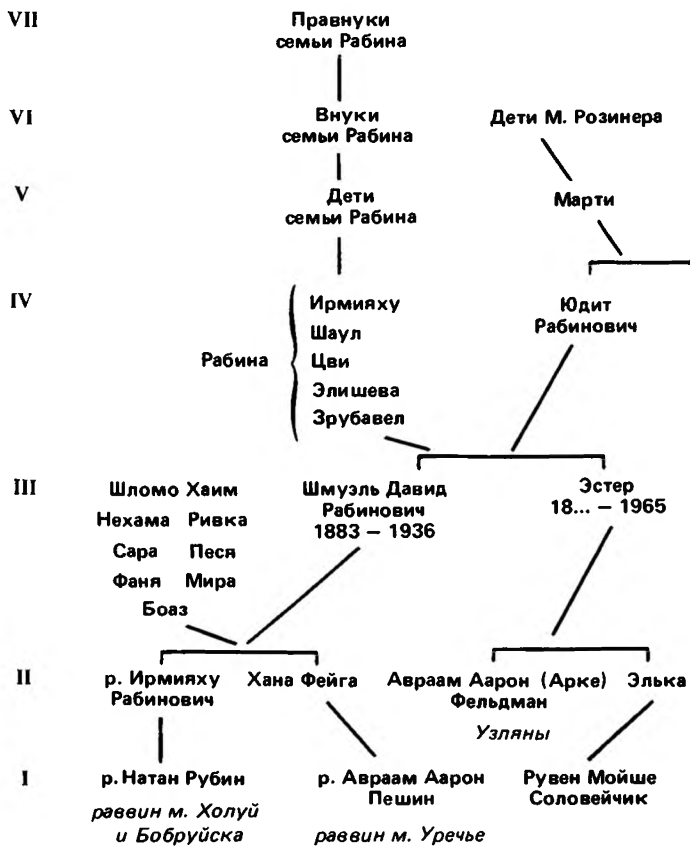 VII
Правнуки
семьи Рабина
VI
Внуки
семьи Рабина
Дети М. Розинера
V
Дети
семьи Рабина
Марти
IV
Рабина
Ирмияху
Шаул
Цви
Элишева
Зрубавел
Юдит
Рабинович
III
Шломо Хаим
Нехама Ривка
Сара Песя
Фаня Мира
Боаз
Шмуэль Давид
Рабинович
1883 – 1936
Эстер
18... – 1965
II
р. Ирмияху
Рабинович
Хана Фейга
Авраам Аарон (Арке)
Фельдман
Узляны
Элька
I
р. Натан Рубин
раввин м. Холуй
и Бобруйска
р. Авраам Аарон
Пешин
раввин м. Уречье
Рувен Мойше
Соловейчик